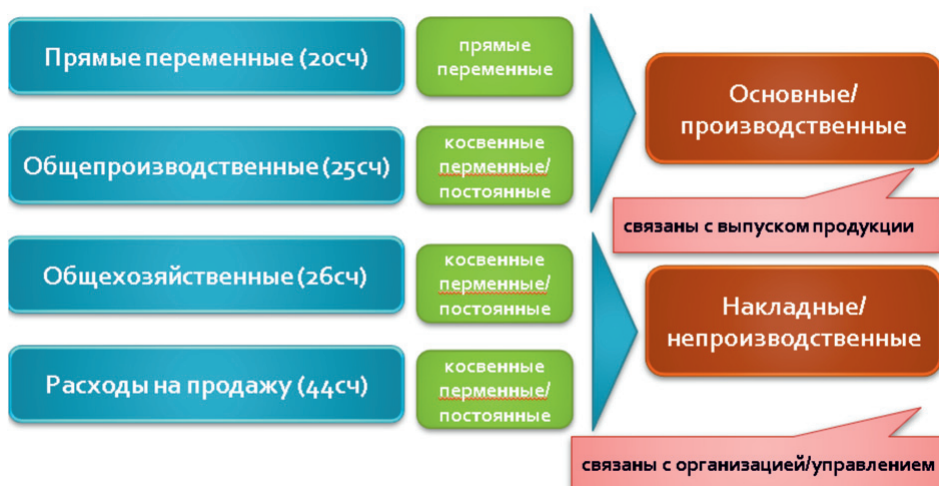 Прямые переменные (20сч)
прямые
переменные
Общепроизводственные (25сч)
косвенные
перменные/
постоянные
Основные/
производственные
связаны с выпуском продукции
Общехозяйственные (26сч)
косвенные
перменные/
постоянные
Расходы на продажу (44сч)
косвенные
перменные/
постоянные
Накладные/
непроизводственные
связаны с организацией/управлением